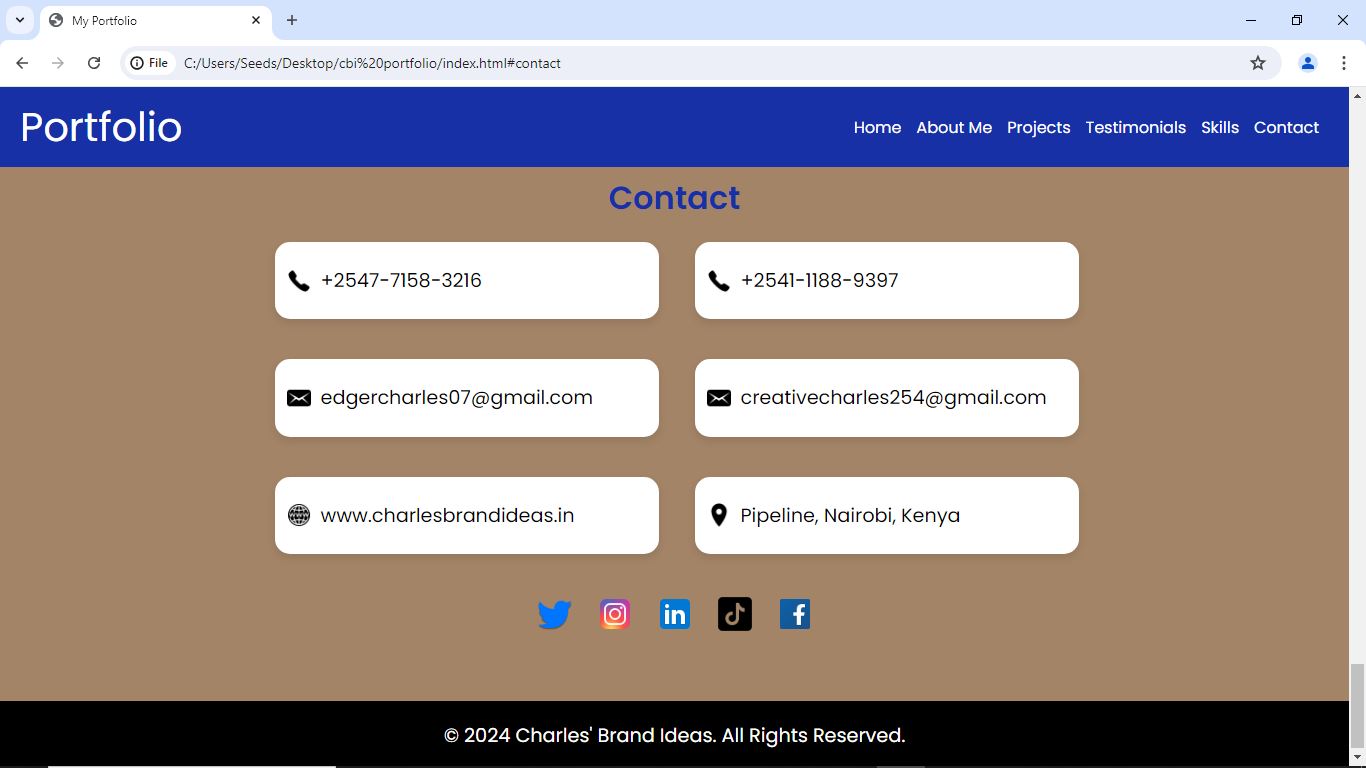 My Portfolio
File C:/Users/Seeds/Desktop/cbi%20portfolio/index.html#contact
Portfolio
Home About Me Projects Testimonials Skills Contact
Contact
+2547-7158-3216
+2541-1188-9397
edgercharles07@gmail.com
creativecharles254@gmail.com
www.charlesbrandideas.in
Pipeline, Nairobi, Kenya
in
f
© 2024 Charles' Brand Ideas. All Rights Reserved.